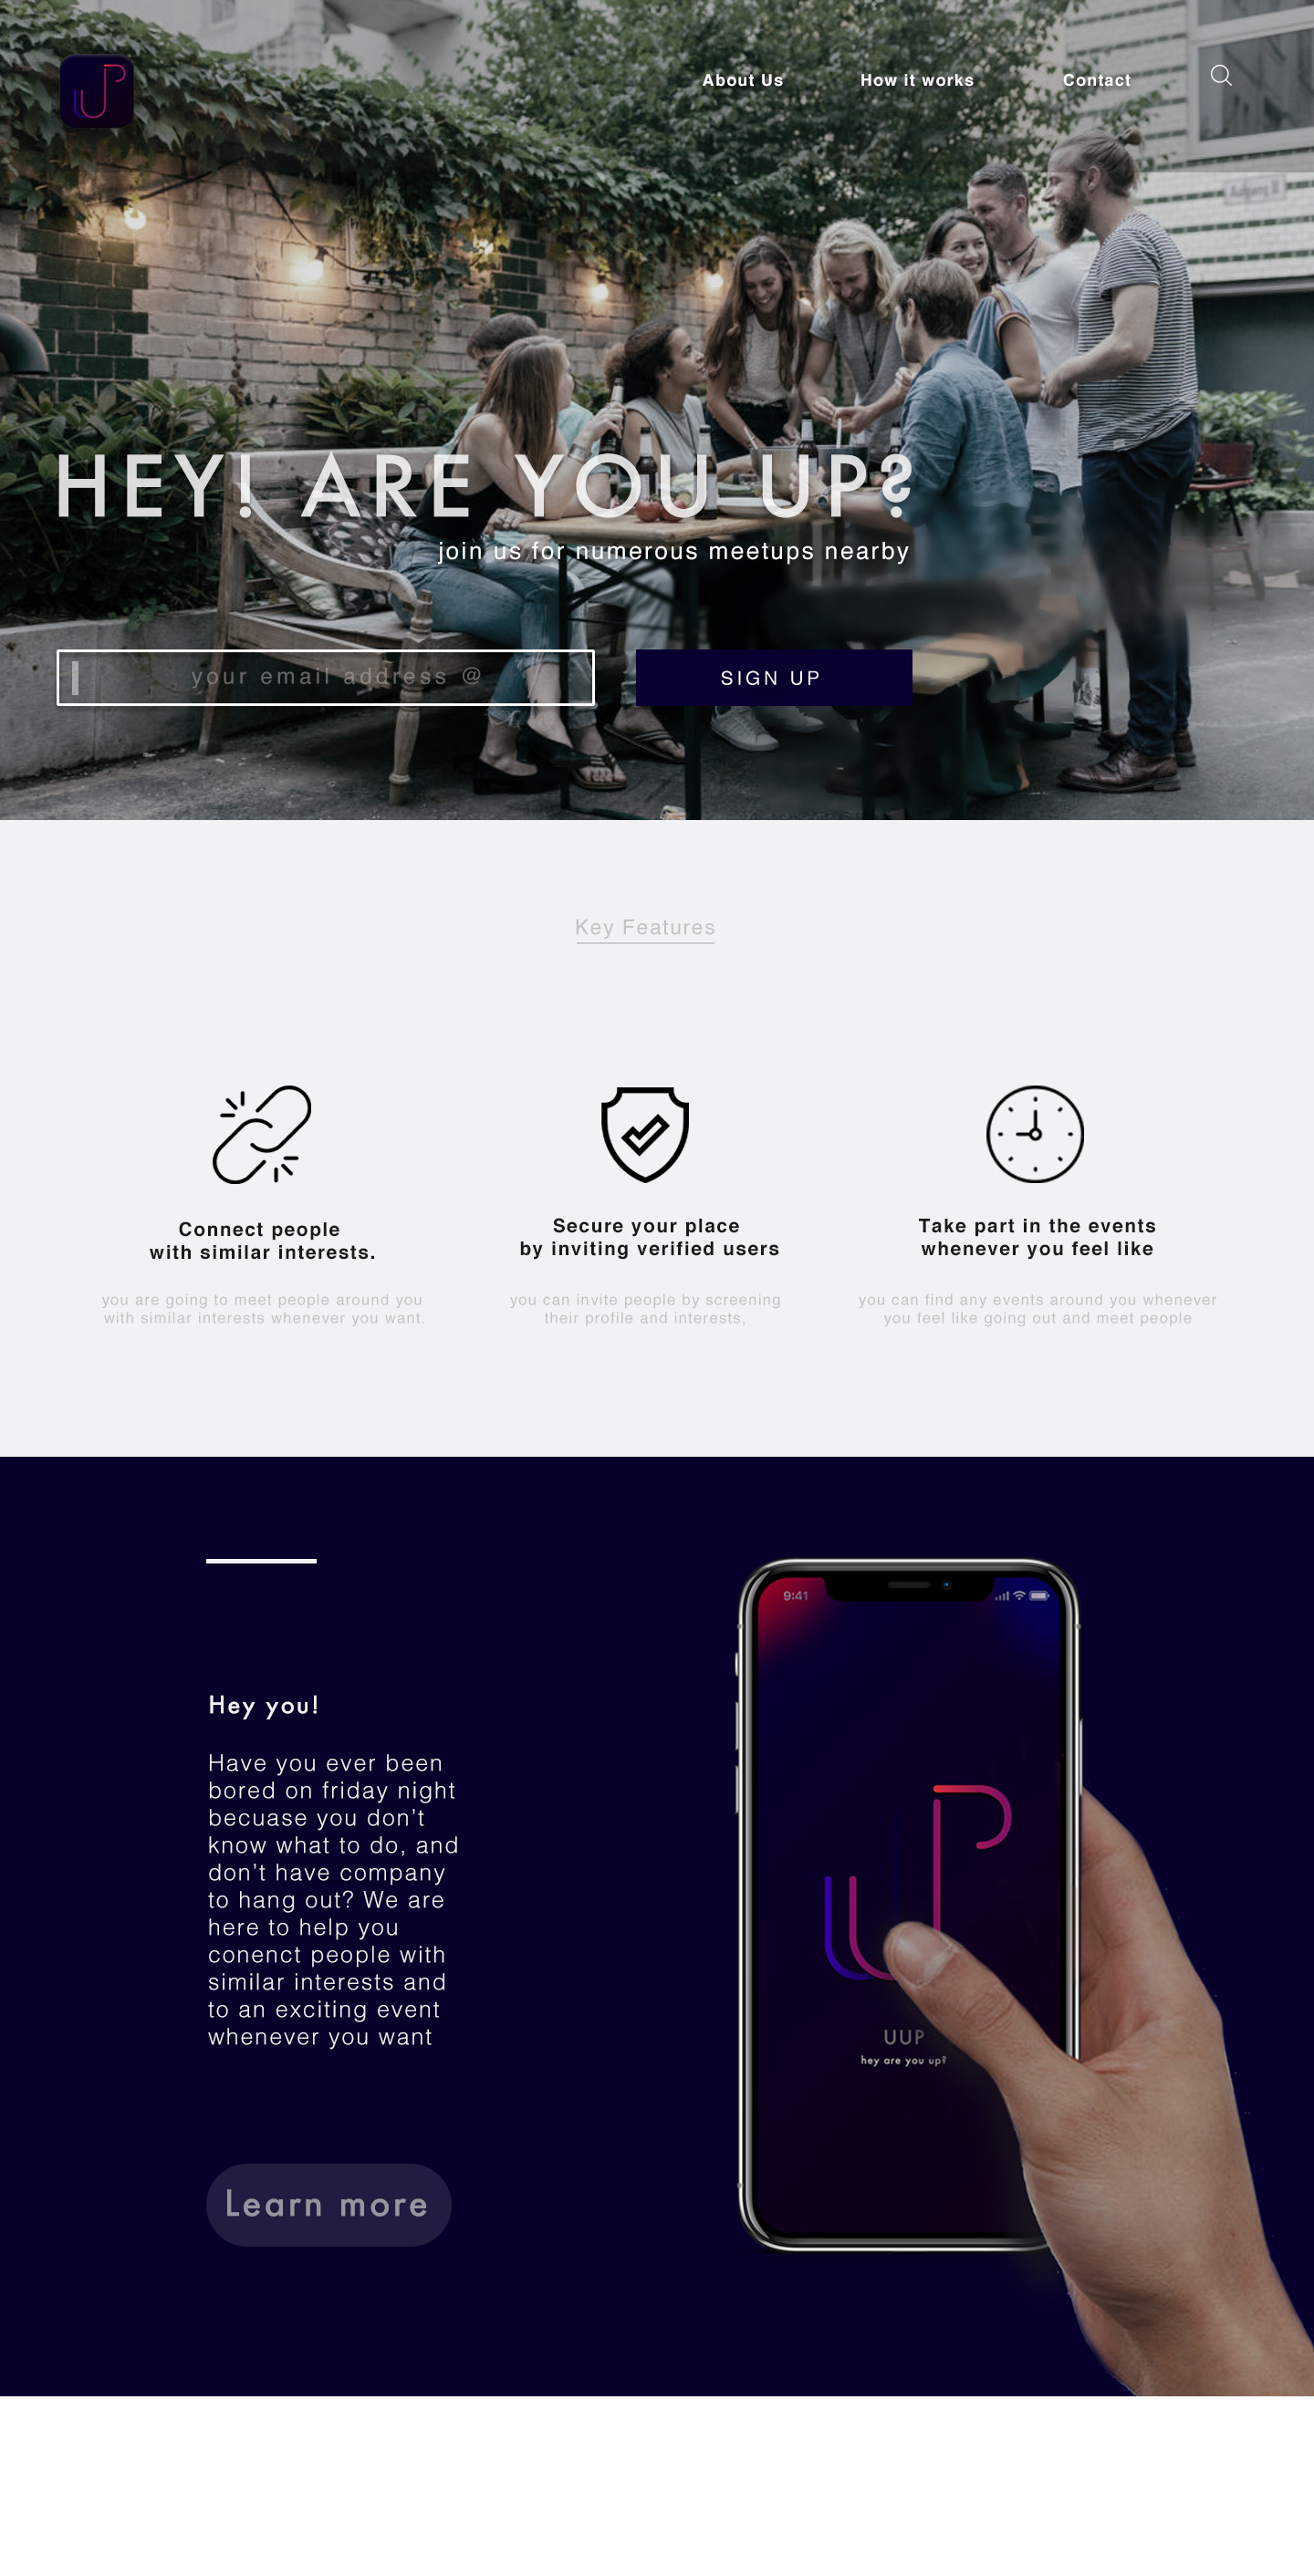 UP
About Us
How it works
Contact
HEY! ARE YOU UP?
join us for numerous meetups nearby
your email address @
SIGN UP
Key Features
Connect people
with similar interests.
you are going to meet people around you
with similar interests whenever you want.
Secure your place
by inviting verified users
you can invite people by screening
their profile and interests,
Take part in the events
whenever you feel like
you can find any events around you whenever
you feel like going out and meet people
Hey you!
Have you ever been
bored on friday night
becuase you don't
know what to do, and
don't have company
to hang out? We are
here to help you
conenct people with
similar interests and
to an exciting event
whenever you want
Learn more
9:41
UUP
hey are you up?